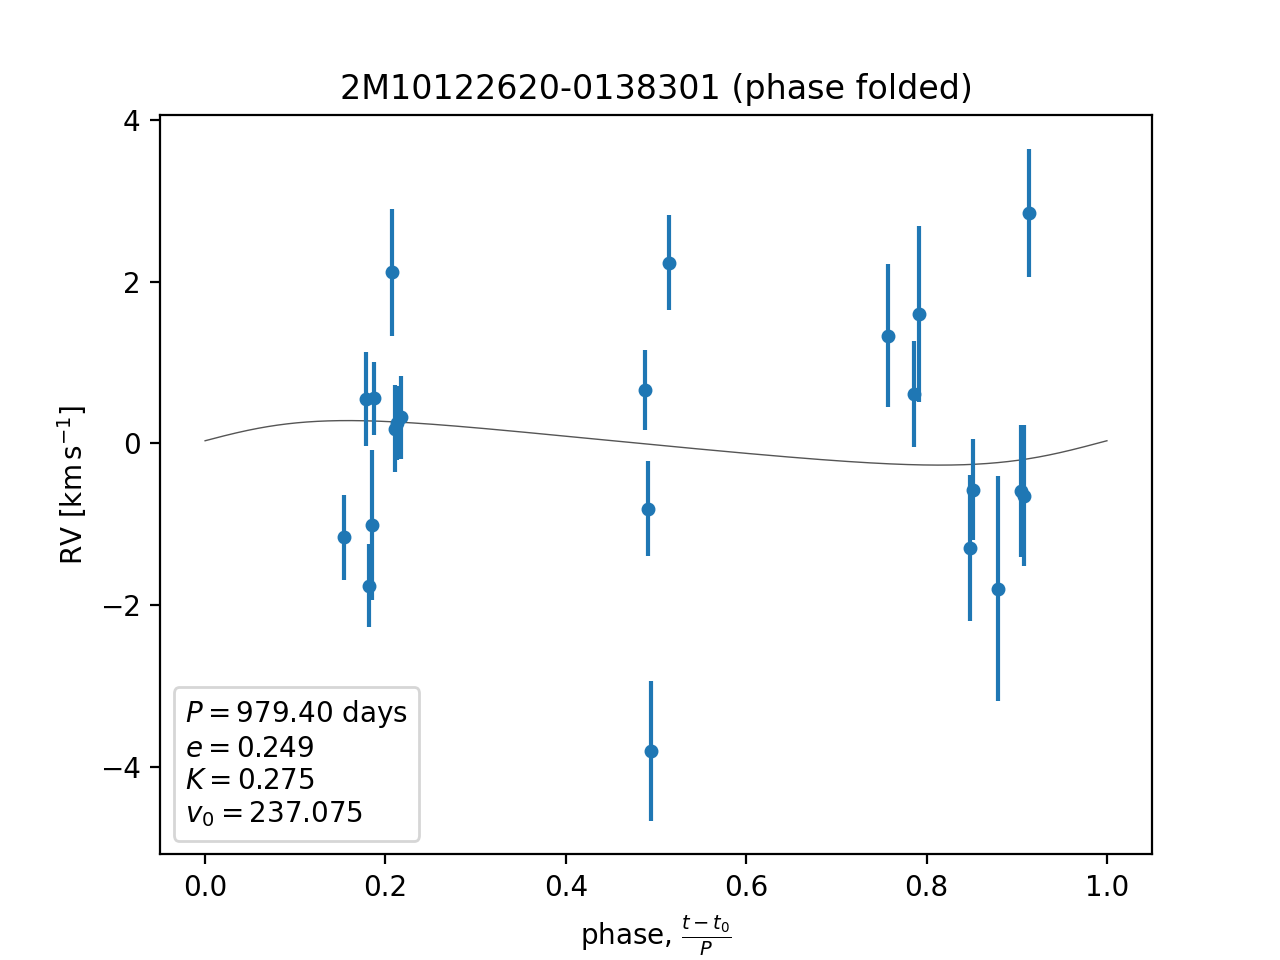 2M10122620-0138301 (phase folded)
RV [km s⁻¹]
4
2
0
−2
−4
P = 979.40 days
e = 0.249
K = 0.275
v₀ = 237.075
0.0 0.2 0.4 0.6 0.8 1.0
phase, (t − t₀)/P